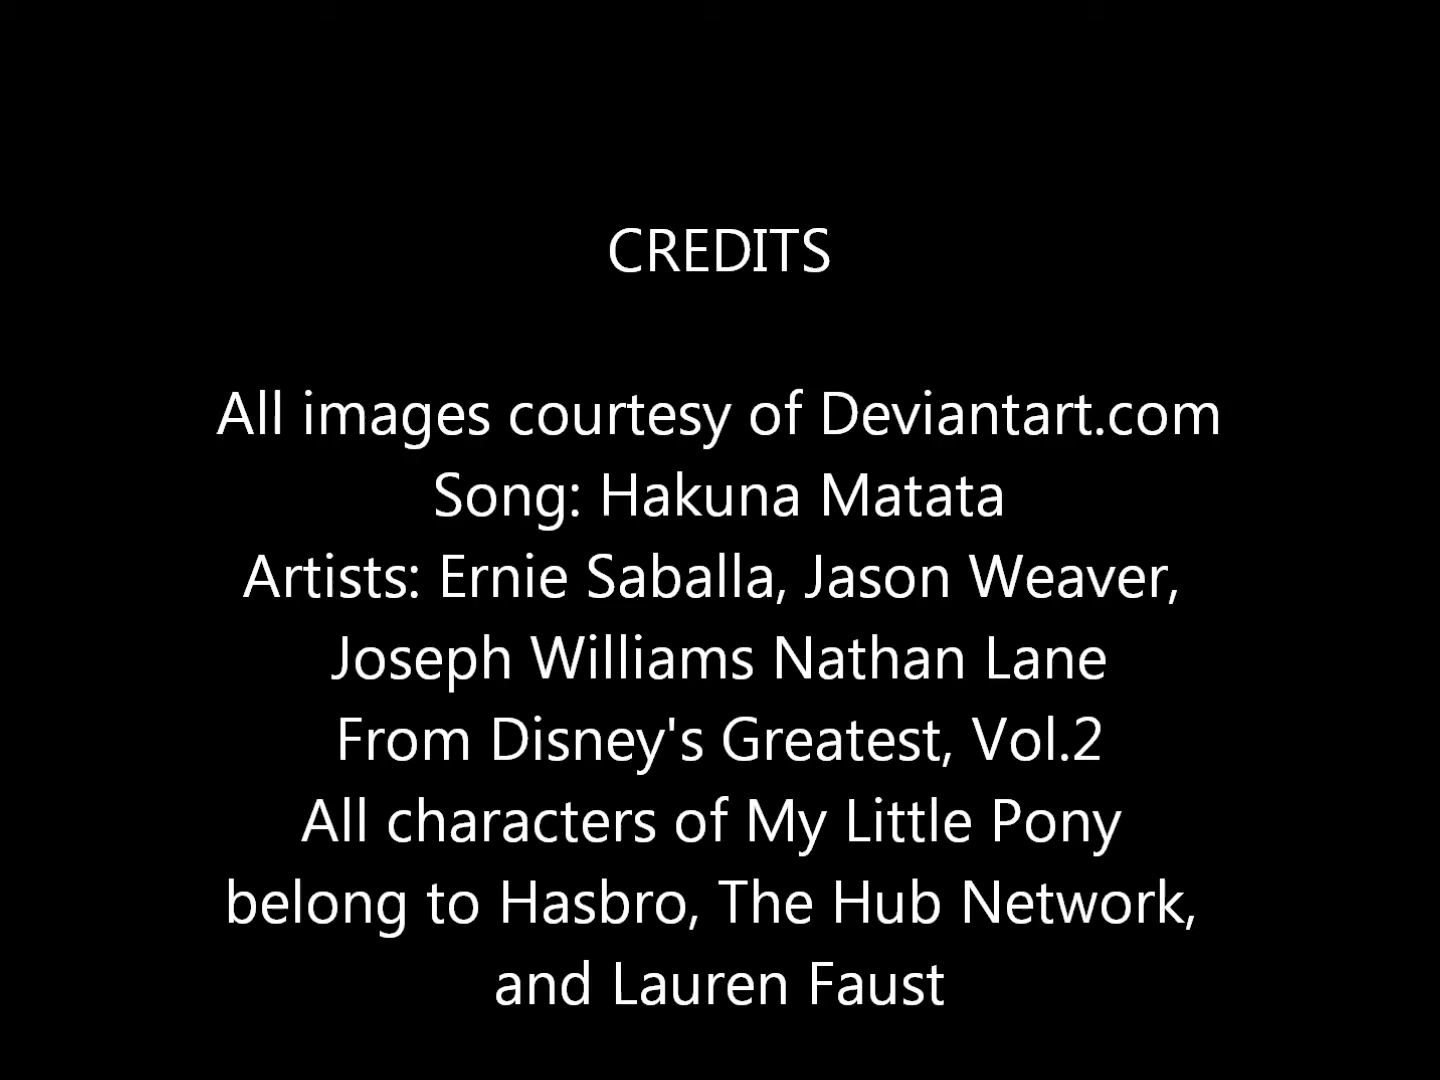 CREDITS
All images courtesy of Deviantart.com
Song: Hakuna Matata
Artists: Ernie Saballa, Jason Weaver,
Joseph Williams Nathan Lane
From Disney's Greatest, Vol.2
All characters of My Little Pony
belong to Hasbro, The Hub Network,
and Lauren Faust